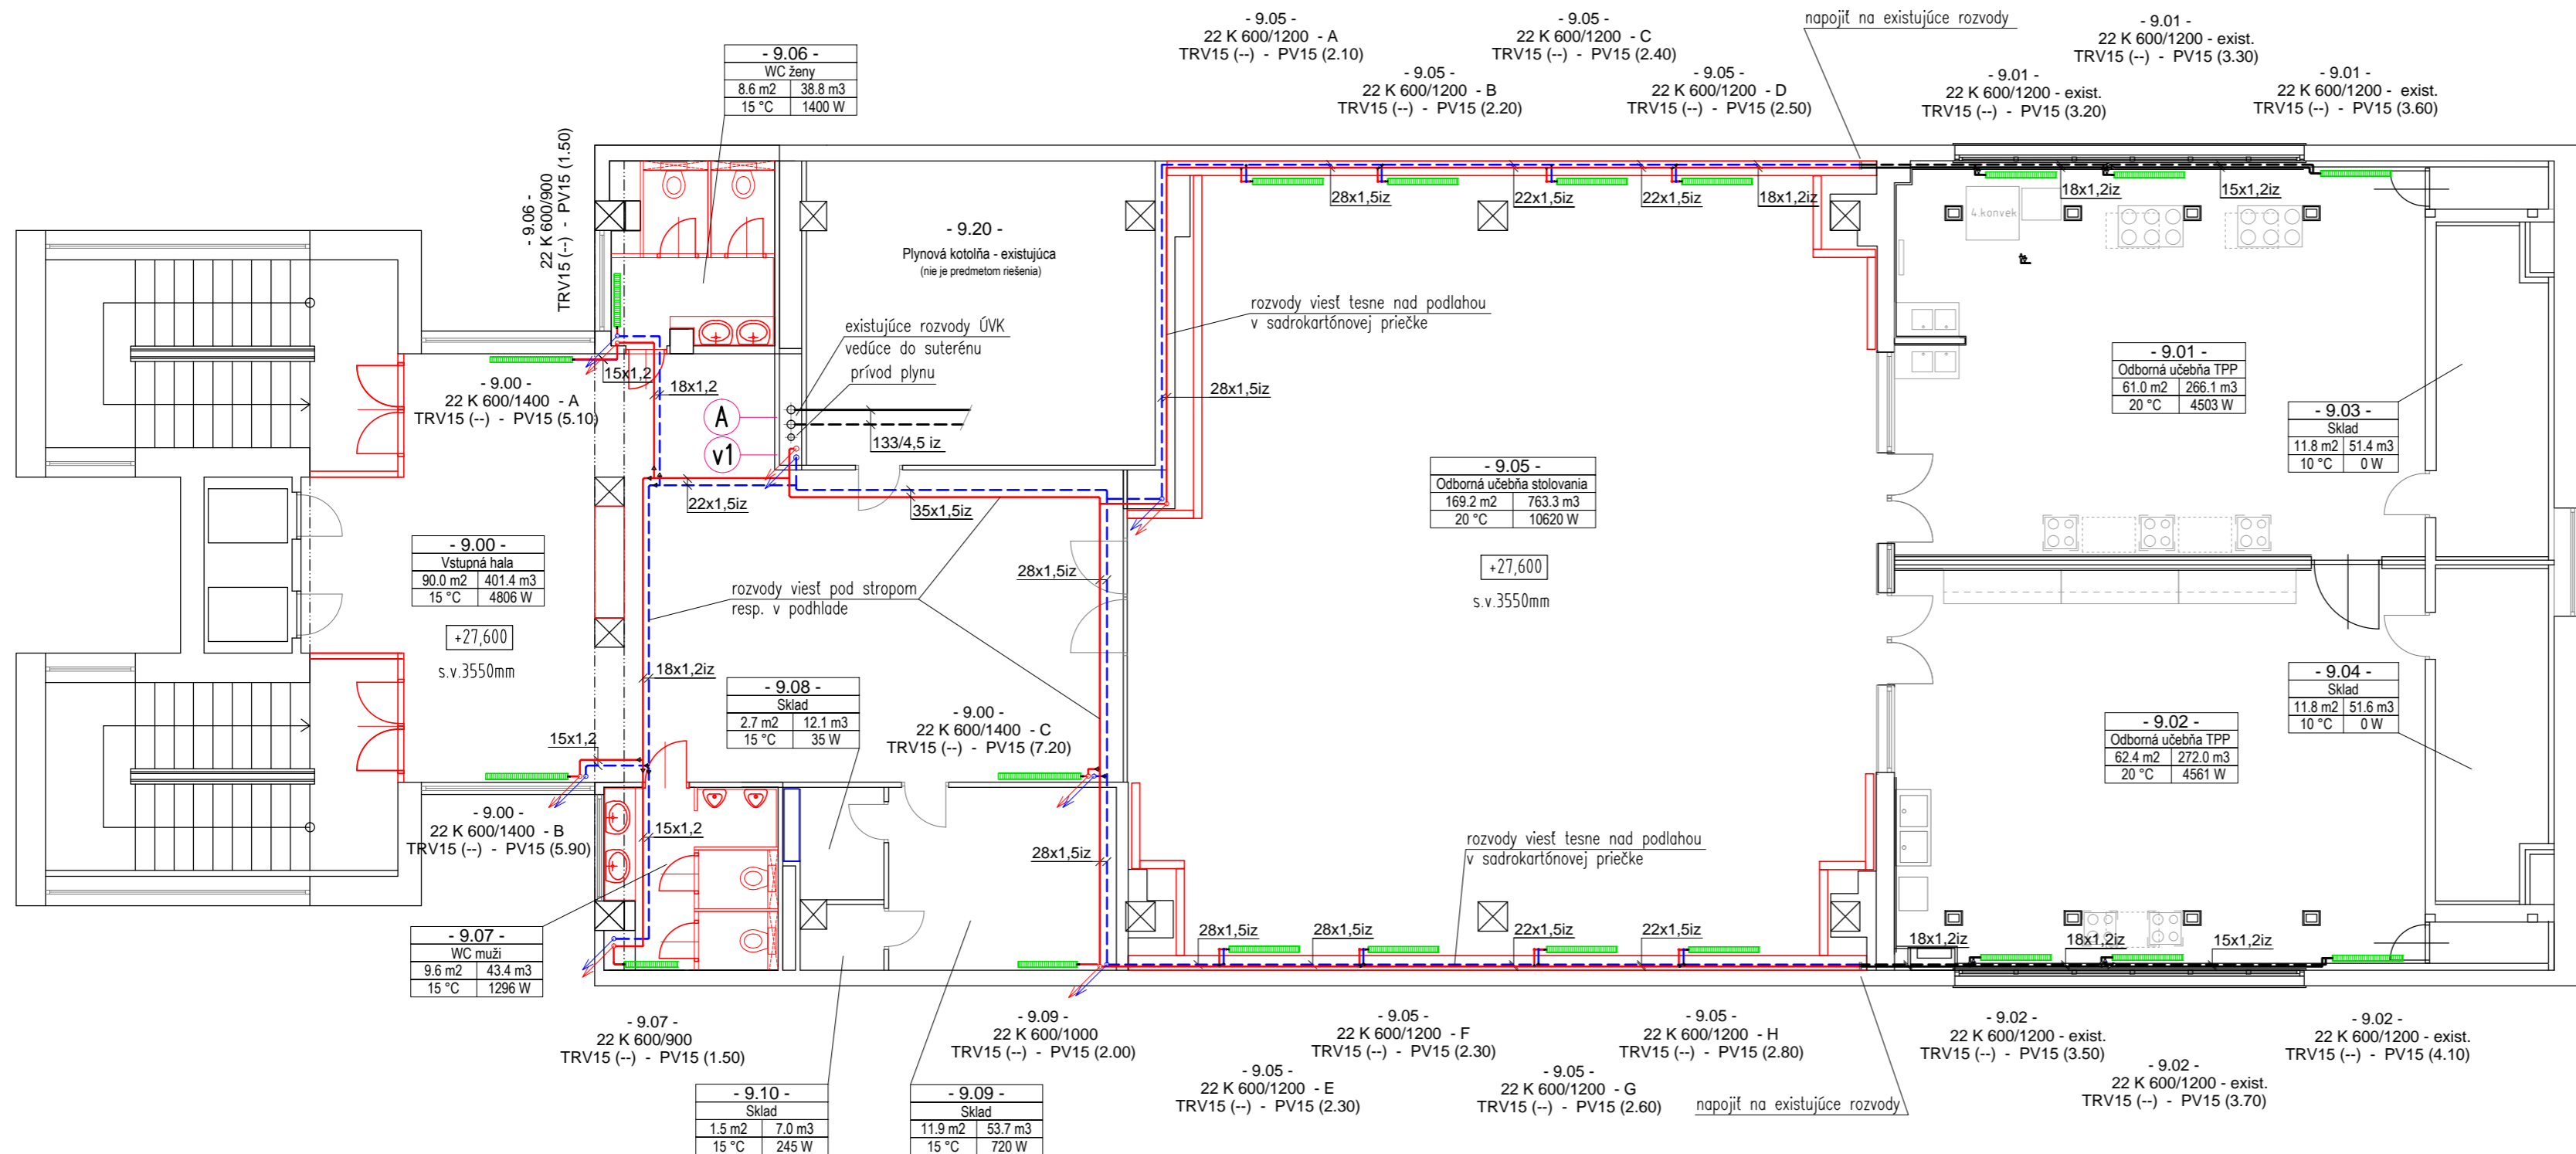 - 9.05 -
22 K 600/1200 - A
TRV15 (--) - PV15 (2.10)
- 9.05 -
22 K 600/1200 - C
TRV15 (--) - PV15 (2.40)
napojiť na existujúce rozvody
- 9.01 -
22 K 600/1200 - exist.
TRV15 (--) - PV15 (3.30)
- 9.06 -
WC ženy
8.6 m2 38.8 m3
15 °C 1400 W
- 9.05 -
22 K 600/1200 - B
TRV15 (--) - PV15 (2.20)
- 9.05 -
22 K 600/1200 - D
TRV15 (--) - PV15 (2.50)
- 9.01 -
22 K 600/1200 - exist.
TRV15 (--) - PV15 (3.20)
- 9.01 -
22 K 600/1200 - exist.
TRV15 (--) - PV15 (3.60)
- 9.06 -
22 K 600/900
TRV15 (--) - PV15 (1.50)
28x1,5iz
22x1,5iz
22x1,5iz
18x1,2iz
18x1,2iz
15x1,2iz
4.konvek
- 9.20 -
Plynová kotolňa - existujúca
(nie je predmetom riešenia)
rozvody viesť tesne nad podlahou
v sadrokartónovej priečke
existujúce rozvody ÚVK
vedúce do suterénu
prívod plynu
15x1,2
18x1,2
28x1,5iz
- 9.00 -
22 K 600/1400 - A
TRV15 (--) - PV15 (5.10)
A
v1
133/4,5 iz
- 9.01 -
Odborná učebňa TPP
61.0 m2 266.1 m3
20 °C 4503 W
- 9.03 -
Sklad
11.8 m2 51.4 m3
10 °C 0 W
- 9.05 -
Odborná učebňa stolovania
169.2 m2 763.3 m3
20 °C 10620 W
22x1,5iz
35x1,5iz
- 9.00 -
Vstupná hala
90.0 m2 401.4 m3
15 °C 4806 W
+27,600
s.v.3550mm
28x1,5iz
+27,600
s.v.3550mm
rozvody viesť pod stropom
resp. v podhlade
18x1,2iz
- 9.08 -
Sklad
2.7 m2 12.1 m3
15 °C 35 W
- 9.00 -
22 K 600/1400 - C
TRV15 (--) - PV15 (7.20)
- 9.04 -
Sklad
11.8 m2 51.6 m3
10 °C 0 W
- 9.02 -
Odborná učebňa TPP
62.4 m2 272.0 m3
20 °C 4561 W
15x1,2
- 9.00 -
22 K 600/1400 - B
TRV15 (--) - PV15 (5.90)
15x1,2
28x1,5iz
rozvody viesť tesne nad podlahou
v sadrokartónovej priečke
- 9.07 -
WC muži
9.6 m2 43.4 m3
15 °C 1296 W
28x1,5iz
28x1,5iz
22x1,5iz
22x1,5iz
18x1,2iz
18x1,2iz
15x1,2iz
- 9.07 -
22 K 600/900
TRV15 (--) - PV15 (1.50)
- 9.09 -
22 K 600/1000
TRV15 (--) - PV15 (2.00)
- 9.05 -
22 K 600/1200 - F
TRV15 (--) - PV15 (2.30)
- 9.05 -
22 K 600/1200 - H
TRV15 (--) - PV15 (2.80)
- 9.02 -
22 K 600/1200 - exist.
TRV15 (--) - PV15 (3.50)
- 9.02 -
22 K 600/1200 - exist.
TRV15 (--) - PV15 (4.10)
- 9.10 -
Sklad
1.5 m2 7.0 m3
15 °C 245 W
- 9.09 -
Sklad
11.9 m2 53.7 m3
15 °C 720 W
- 9.05 -
22 K 600/1200 - E
TRV15 (--) - PV15 (2.30)
- 9.05 -
22 K 600/1200 - G
TRV15 (--) - PV15 (2.60)
napojiť na existujúce rozvody
- 9.02 -
22 K 600/1200 - exist.
TRV15 (--) - PV15 (3.70)